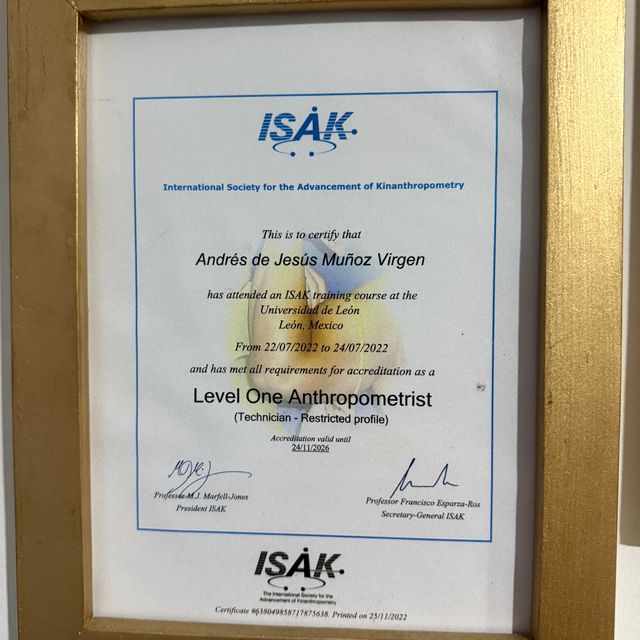 ISAK
International Society for the Advancement of Kinanthropometry
This is to certify that
Andrés de Jesús Muñoz Virgen
has attended an ISAK training course at the
Universidad de León
León, Mexico
From 22/07/2022 to 24/07/2022
and has met all requirements for accreditation as a
Level One Anthropometrist
(Technician - Restricted profile)
Accreditation valid until
24/11/2026
Professor M.J. Marfell-Jones
President ISAK
Professor Francisco Esparza-Ros
Secretary-General ISAK
ISAK
The International Society for the
Advancement of Kinanthropometry
Certificate #638049858717875638. Printed on 25/11/2022